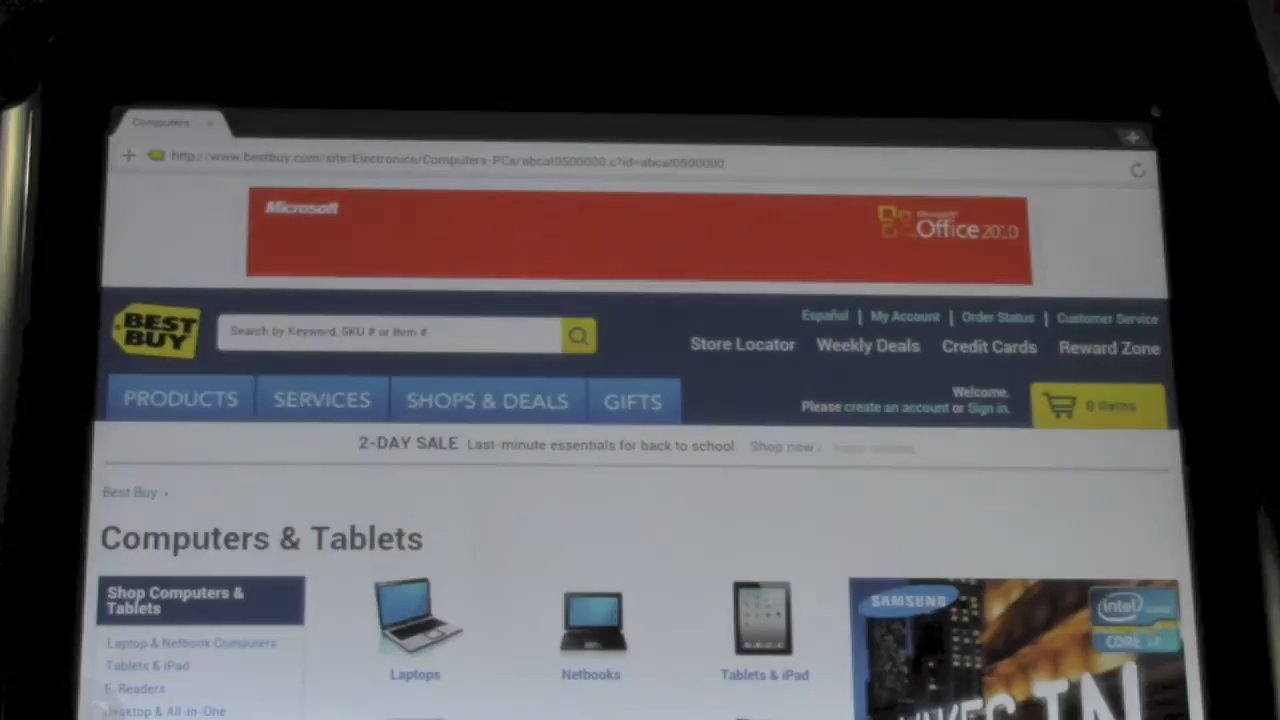 Computers
http://www.bestbuy.com/site/Electronics/Computers-PCs/abcat0500000.c?id=abcat0500000
Microsoft
Microsoft
Office 2010
BEST BUY
Search by Keyword, SKU # or Item #
Español | My Account | Order Status | Customer Service
Store Locator Weekly Deals Credit Cards Reward Zone
PRODUCTS SERVICES SHOPS & DEALS GIFTS
Welcome.
Please create an account or Sign in.
0 Items
2-DAY SALE Last-minute essentials for back to school. Shop now
Best Buy
Computers & Tablets
Shop Computers &
Tablets
Laptop & Netbook Computers
Tablets & iPad
E-Readers
Desktop & All-in-One
Laptops
Netbooks
Tablets & iPad
SAMSUNG
intel
CORE